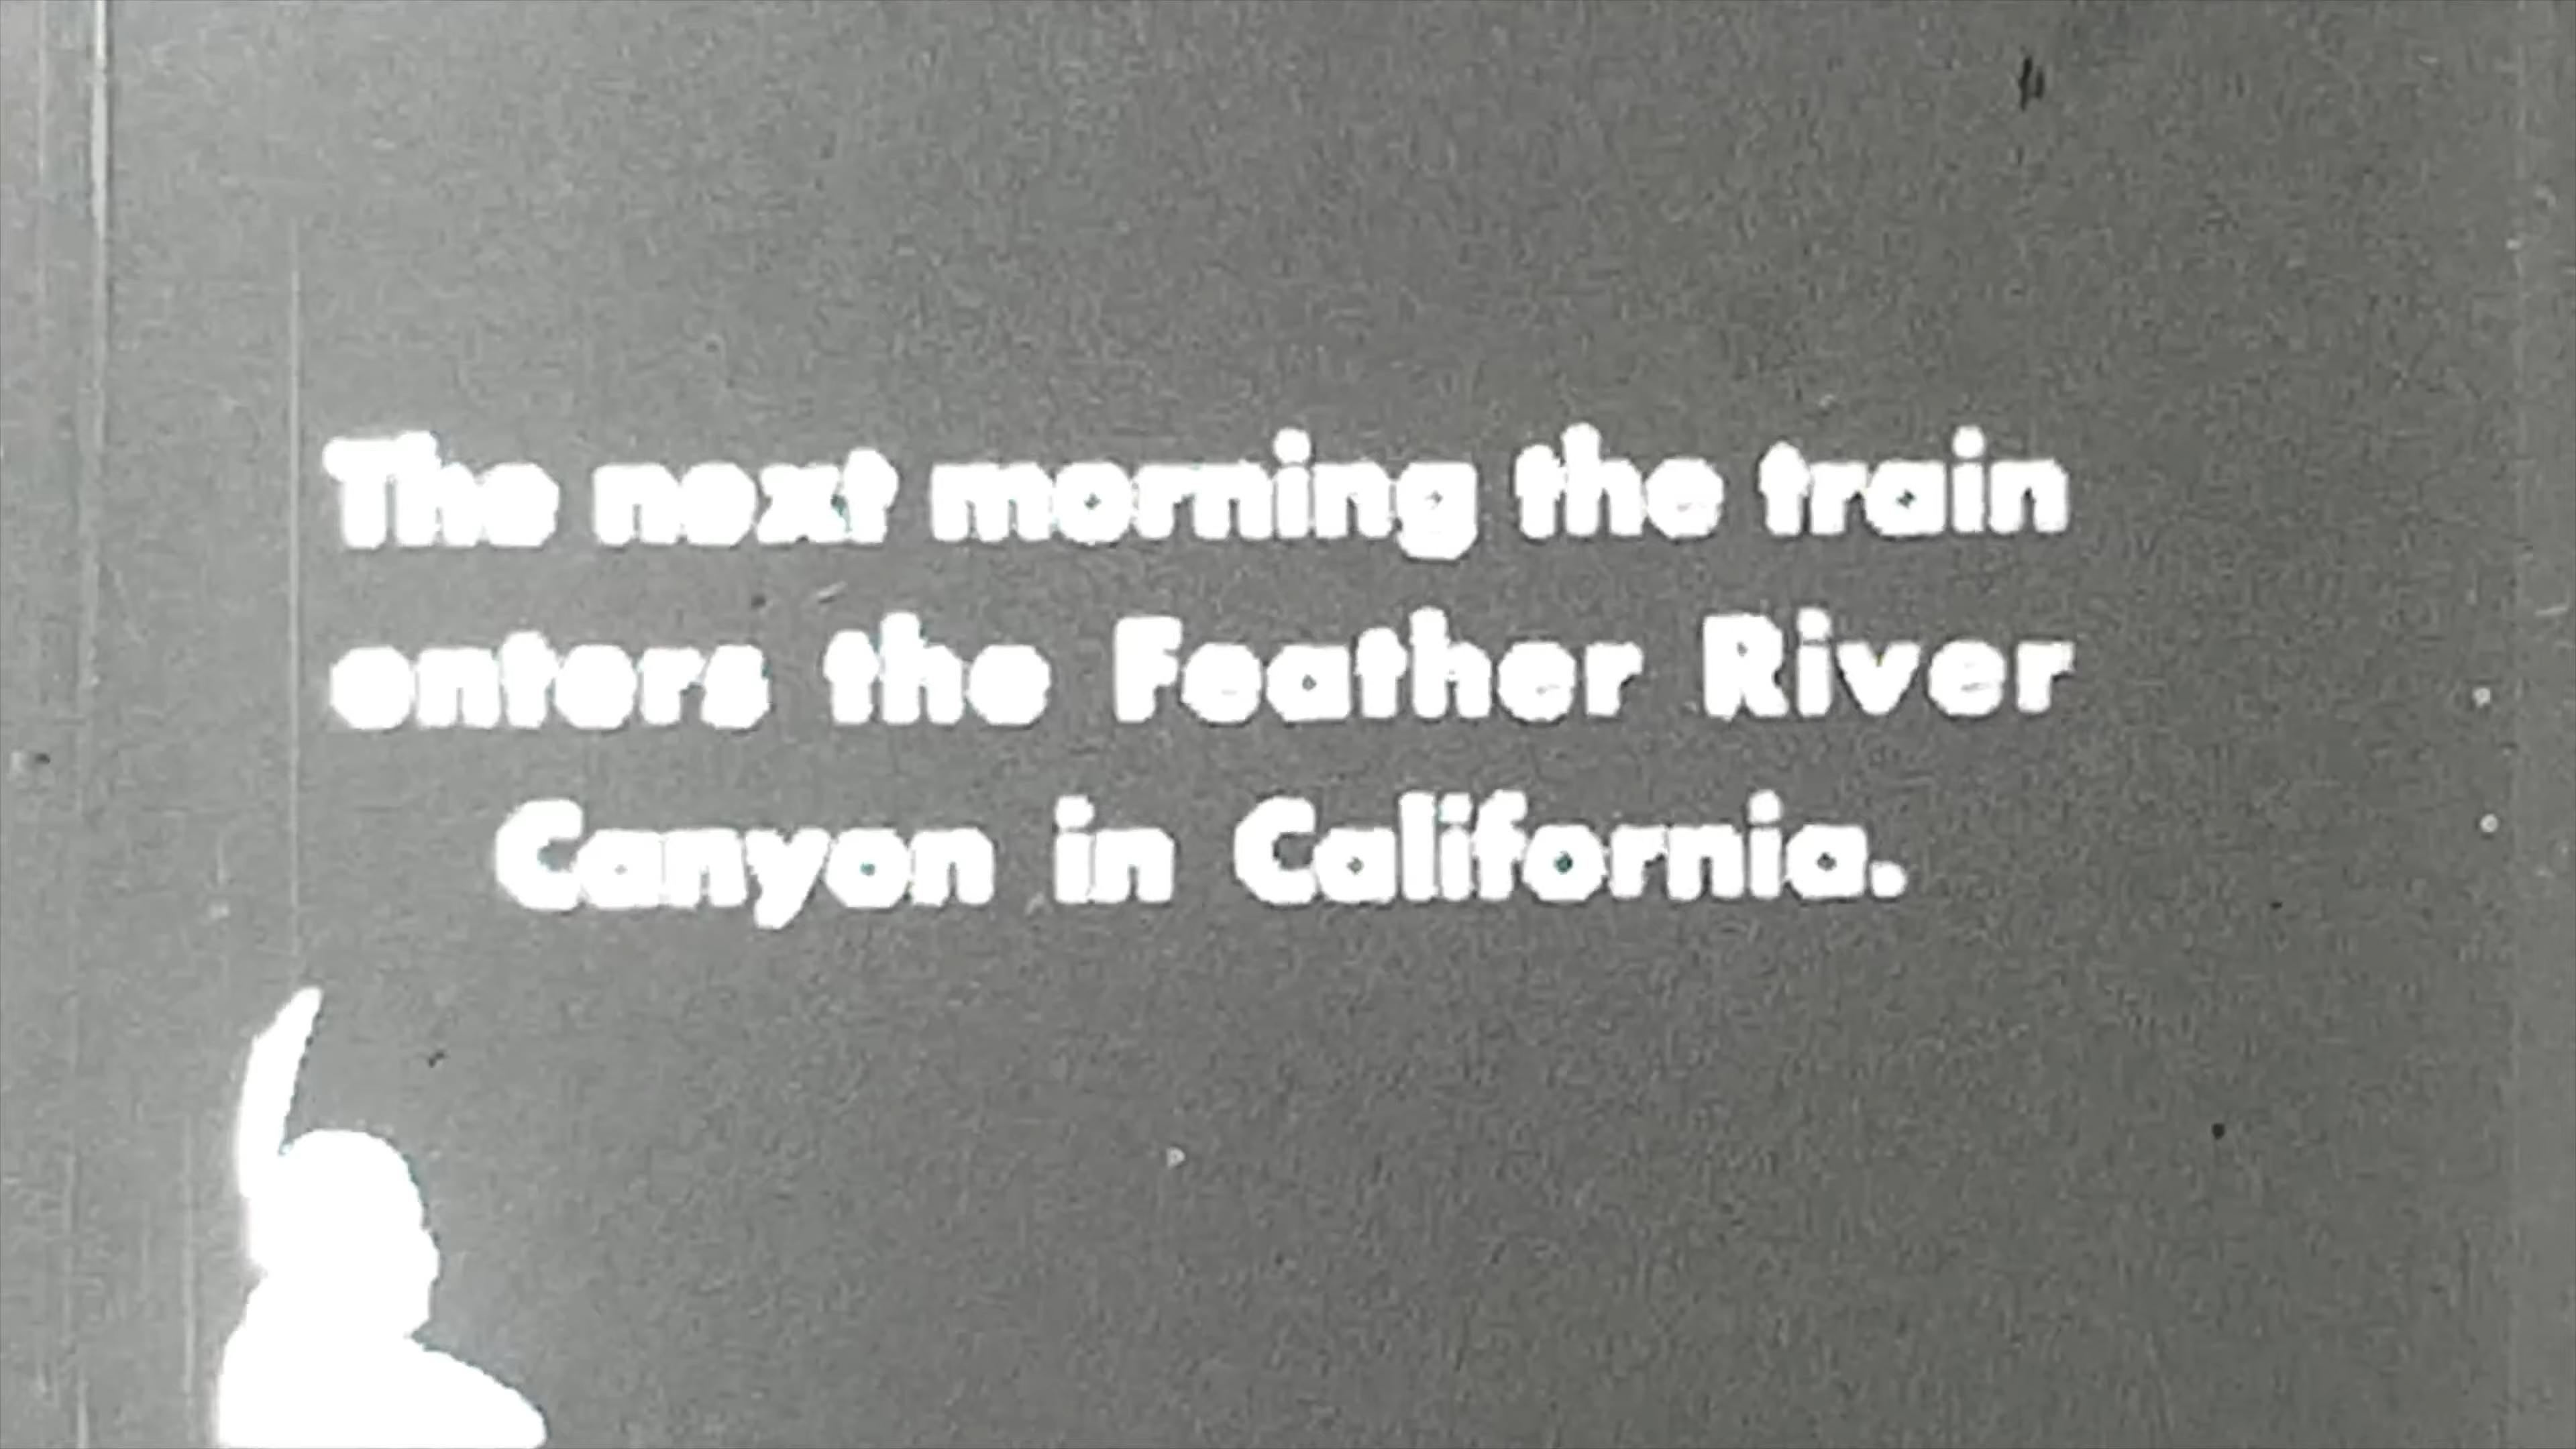 The next morning the train
enters the Feather River
Canyon in California.